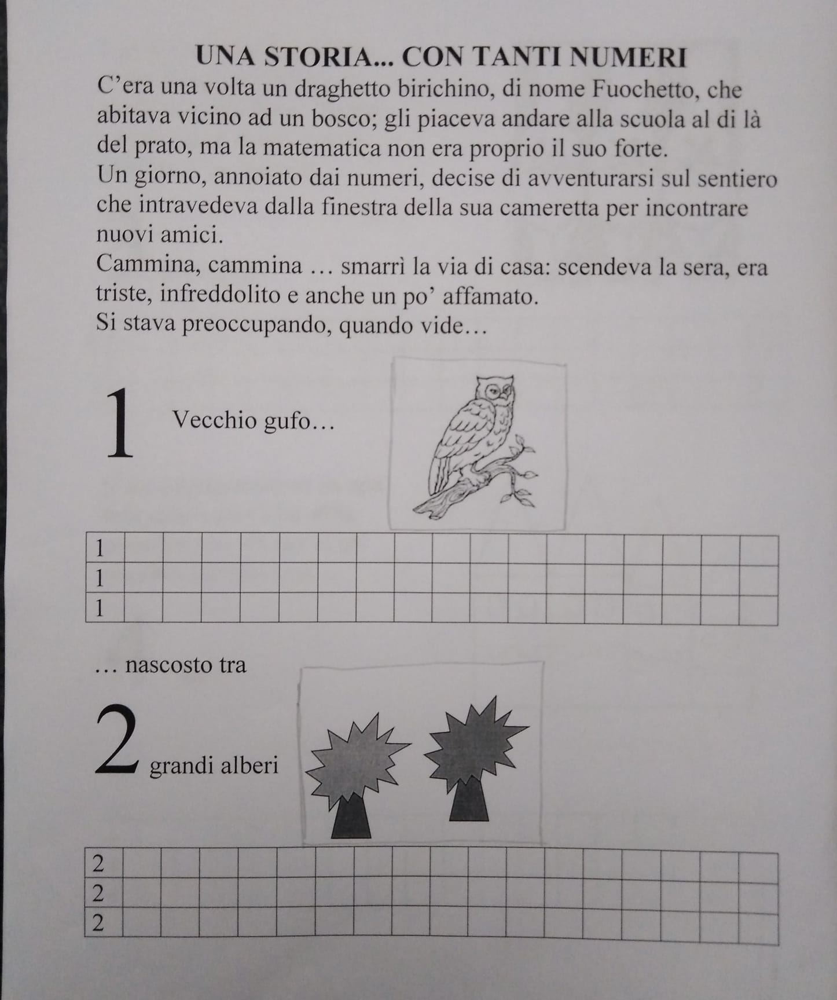 UNA STORIA... CON TANTI NUMERI
C’era una volta un draghetto birichino, di nome Fuochetto, che
abitava vicino ad un bosco; gli piaceva andare alla scuola al di là
del prato, ma la matematica non era proprio il suo forte.
Un giorno, annoiato dai numeri, decise di avventurarsi sul sentiero
che intravedeva dalla finestra della sua cameretta per incontrare
nuovi amici.
Cammina, cammina … smarrì la via di casa: scendeva la sera, era
triste, infreddolito e anche un po’ affamato.
Si stava preoccupando, quando vide…
1 Vecchio gufo…
1
1
1
… nascosto tra
2 grandi alberi
2
2
2